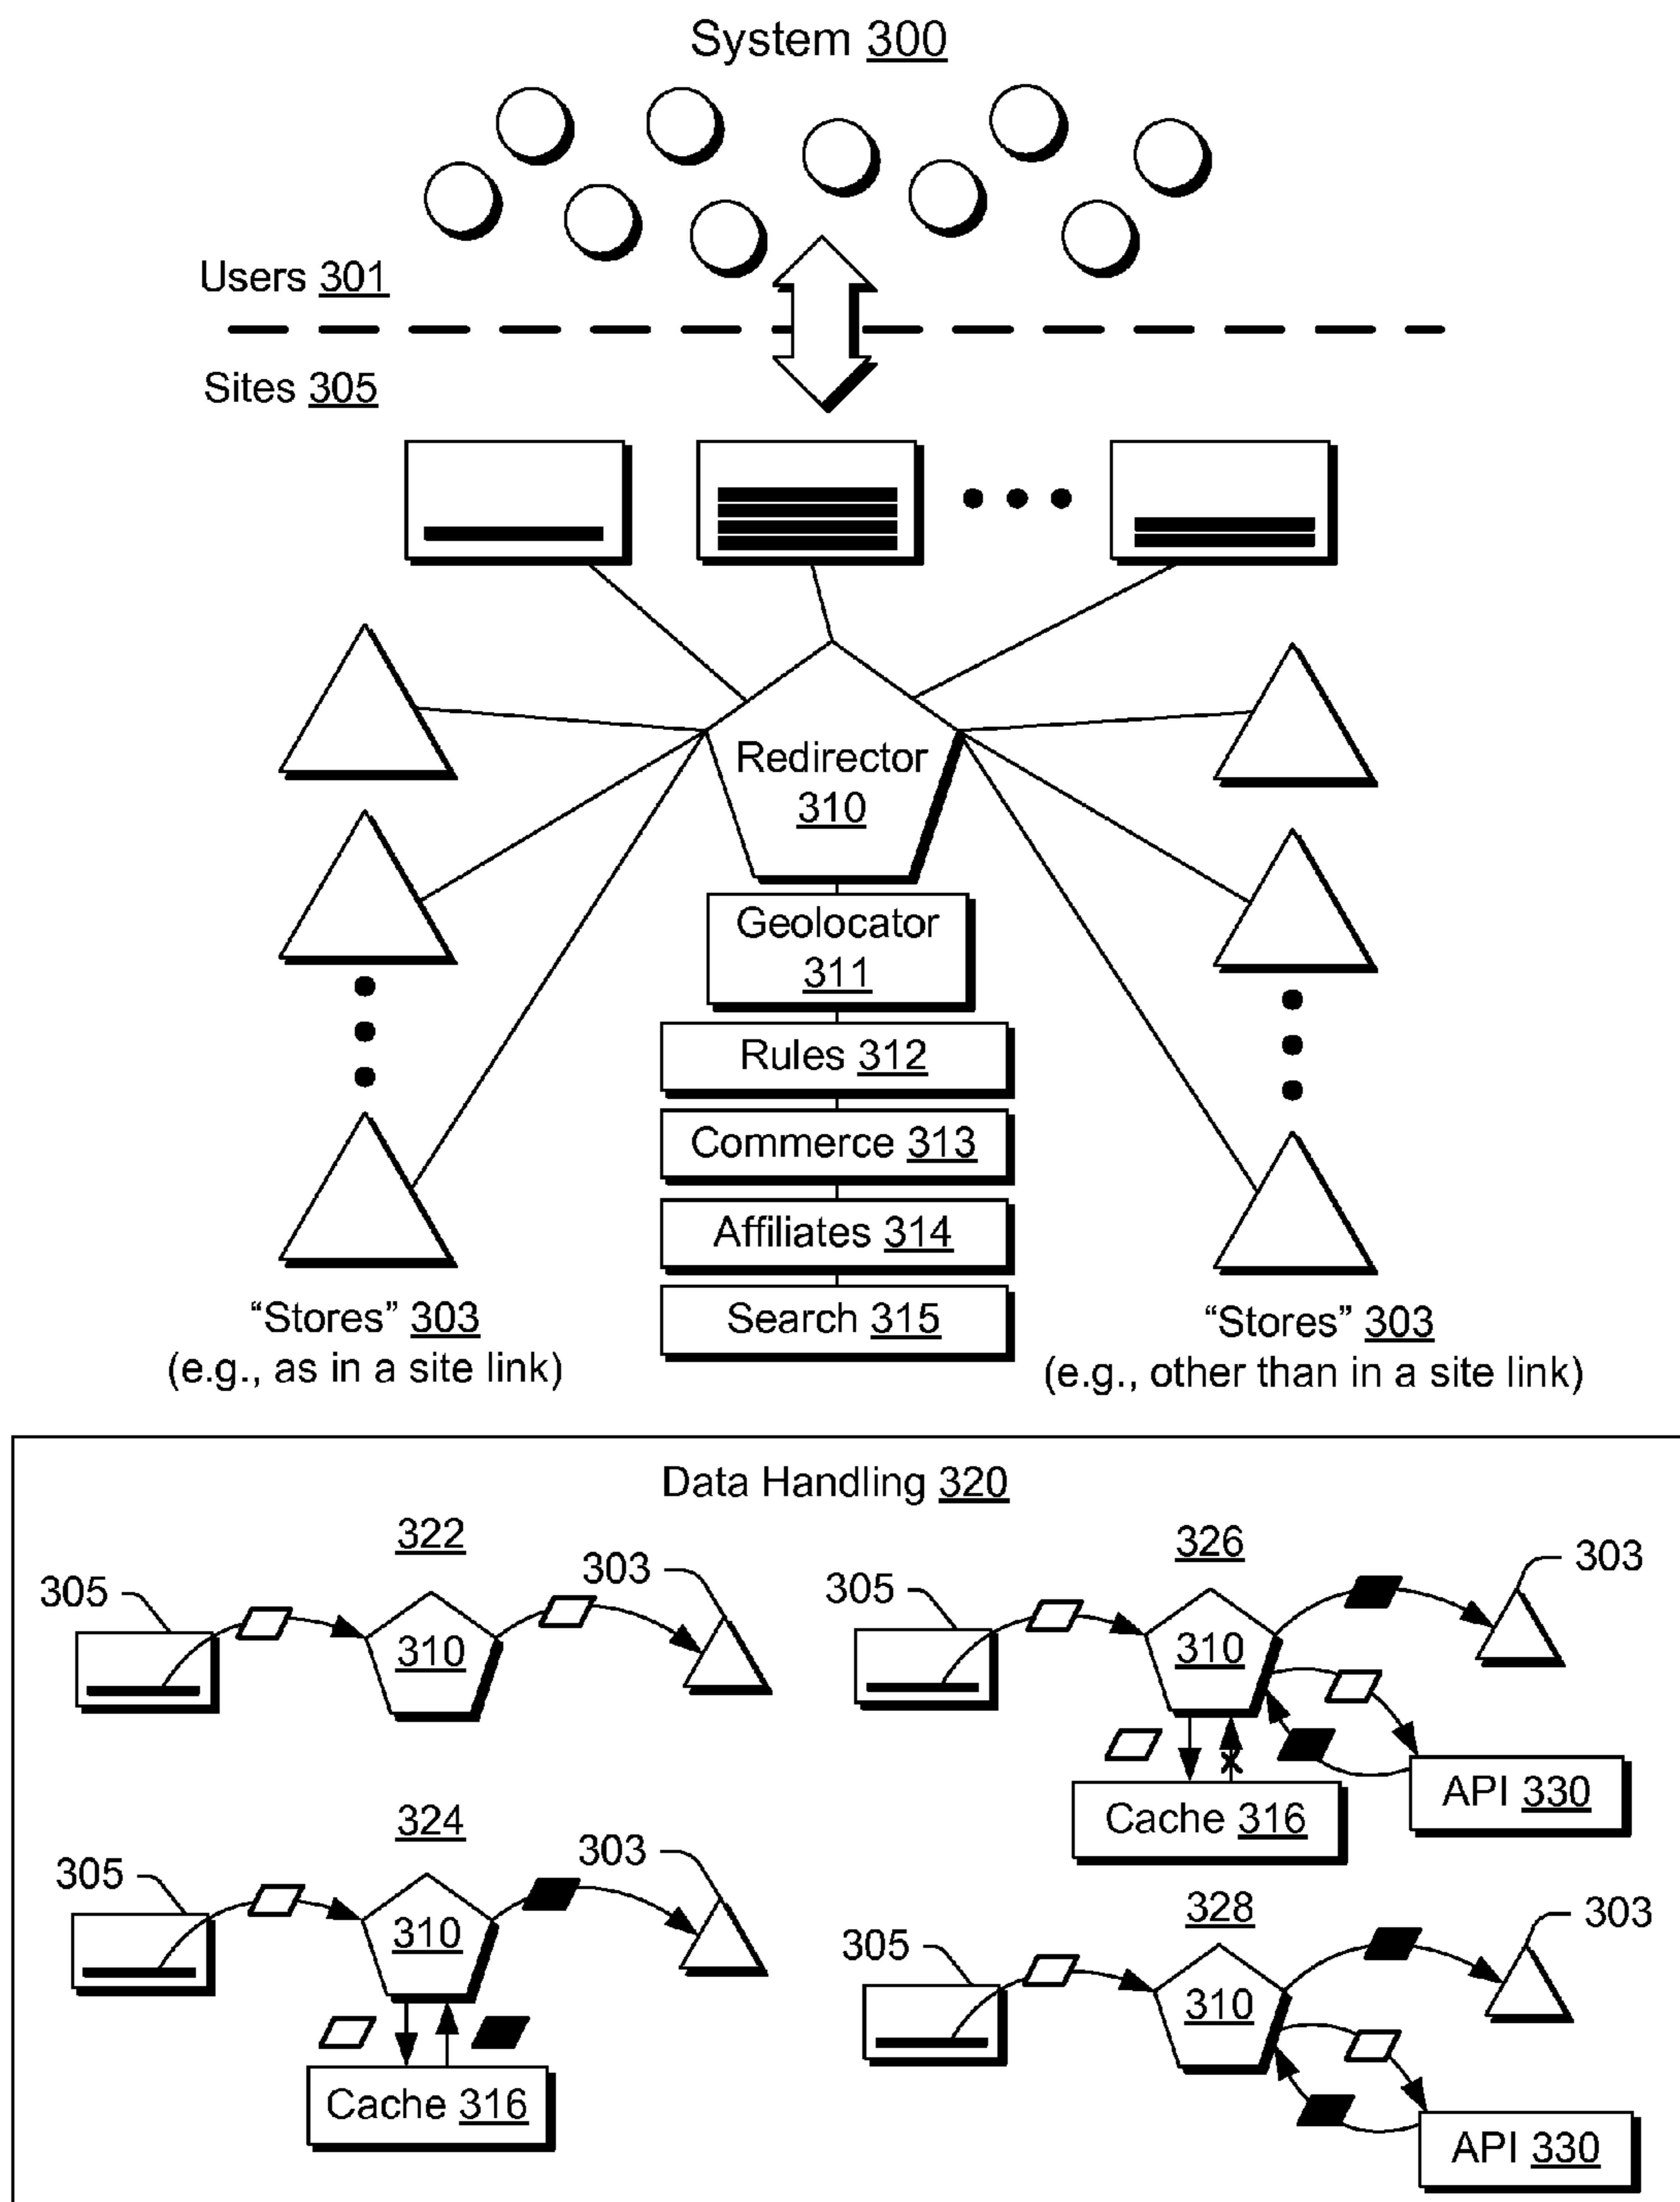 System 300
Users 301
Sites 305
Redirector
310
Geolocator
311
Rules 312
Commerce 313
Affiliates 314
Search 315
“Stores” 303
(e.g., as in a site link)
“Stores” 303
(e.g., other than in a site link)
Data Handling 320
322
305
303
310
326
305
303
310
Cache 316
API 330
324
305
303
310
Cache 316
328
305
303
310
API 330